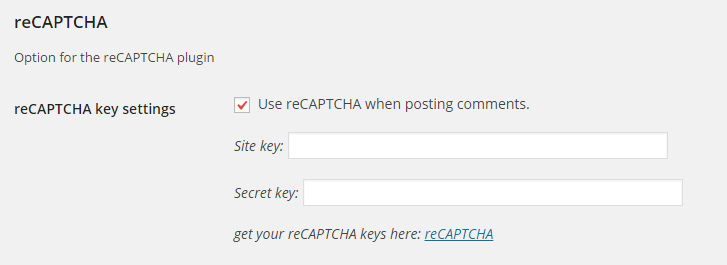 reCAPTCHA
Option for the reCAPTCHA plugin
reCAPTCHA key settings
Use reCAPTCHA when posting comments.
Site key:
Secret key:
get your reCAPTCHA keys here: reCAPTCHA